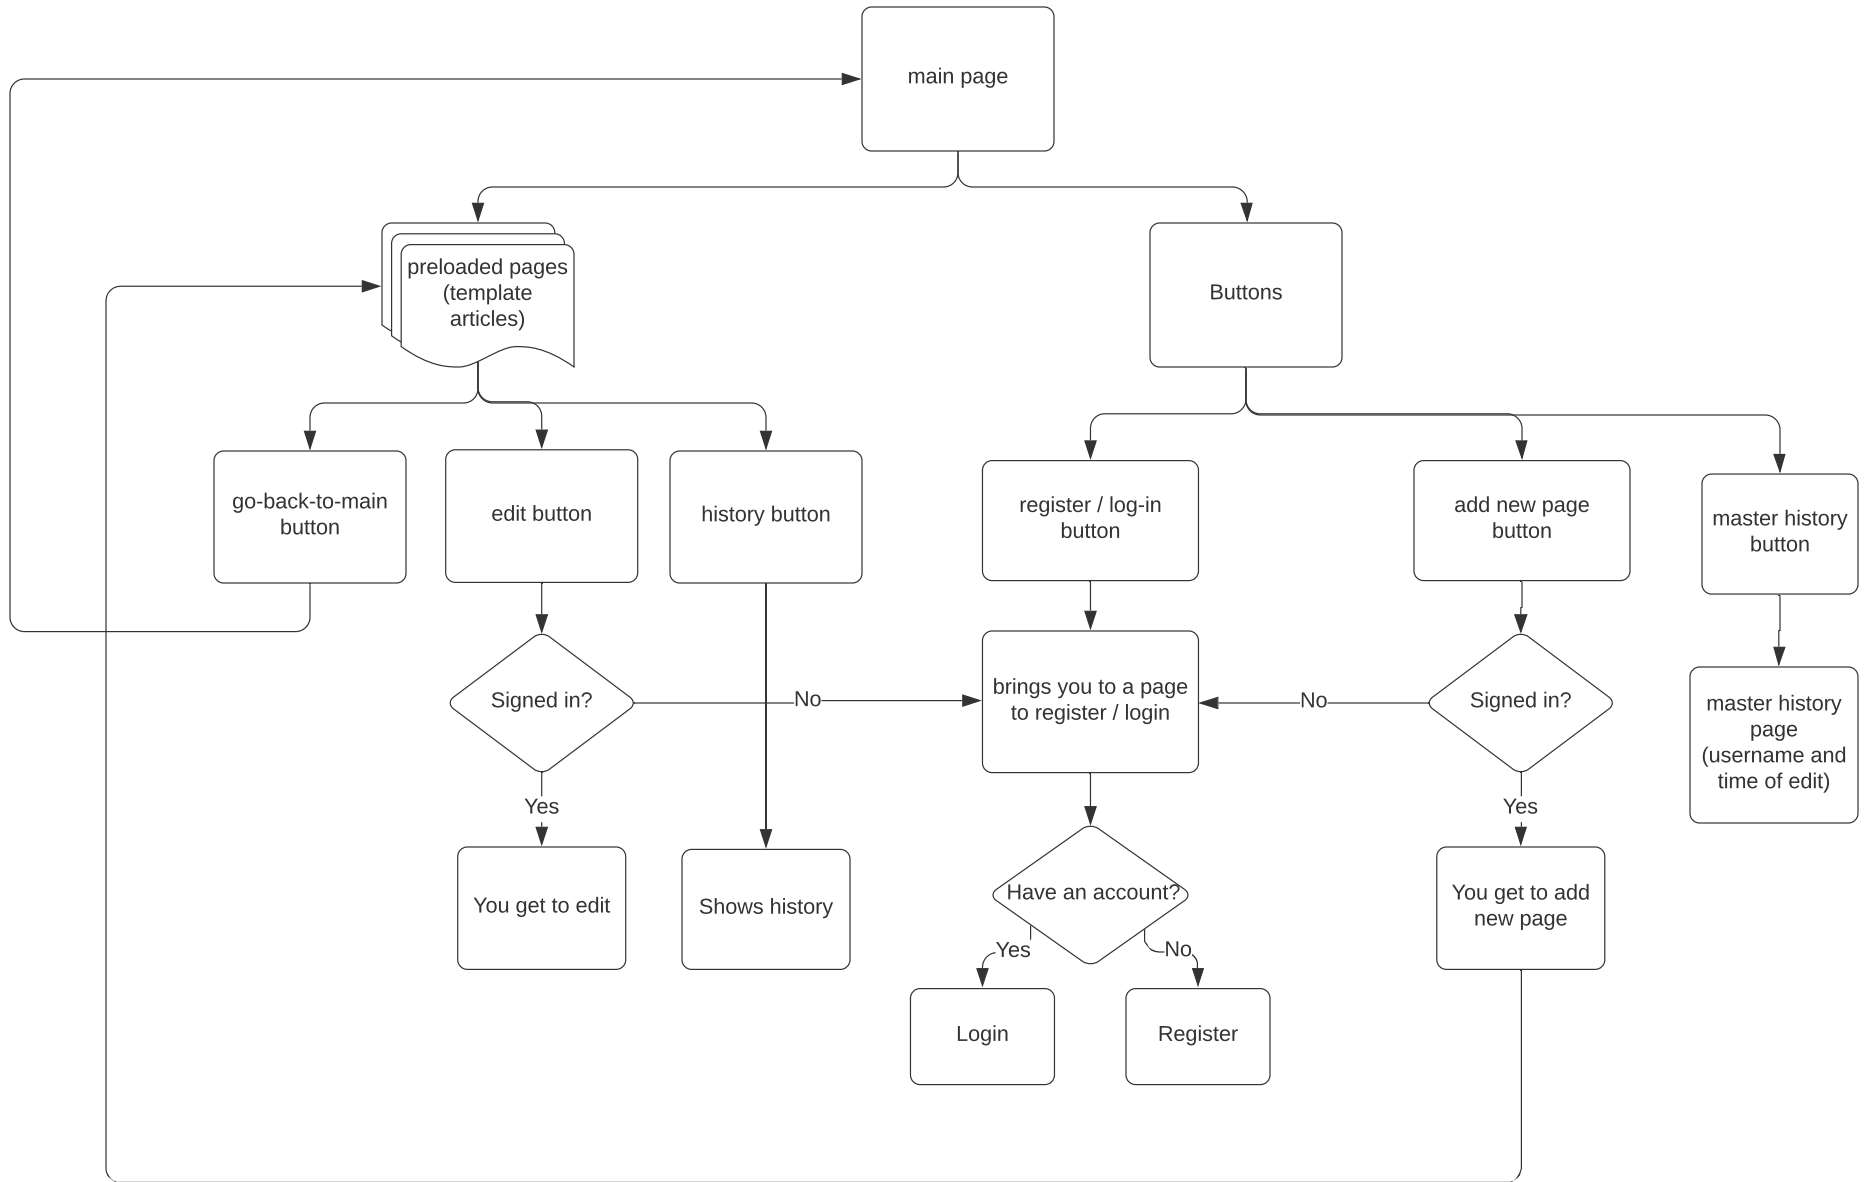 main page
preloaded pages
(template
articles)
Buttons
go-back-to-main
button
edit button
history button
register / log-in
button
add new page
button
master history
button
Signed in?
No
brings you to a page
to register / login
No
Signed in?
master history
page
(username and
time of edit)
Yes
Yes
You get to edit
Shows history
Have an account?
You get to add
new page
Yes
No
Login
Register